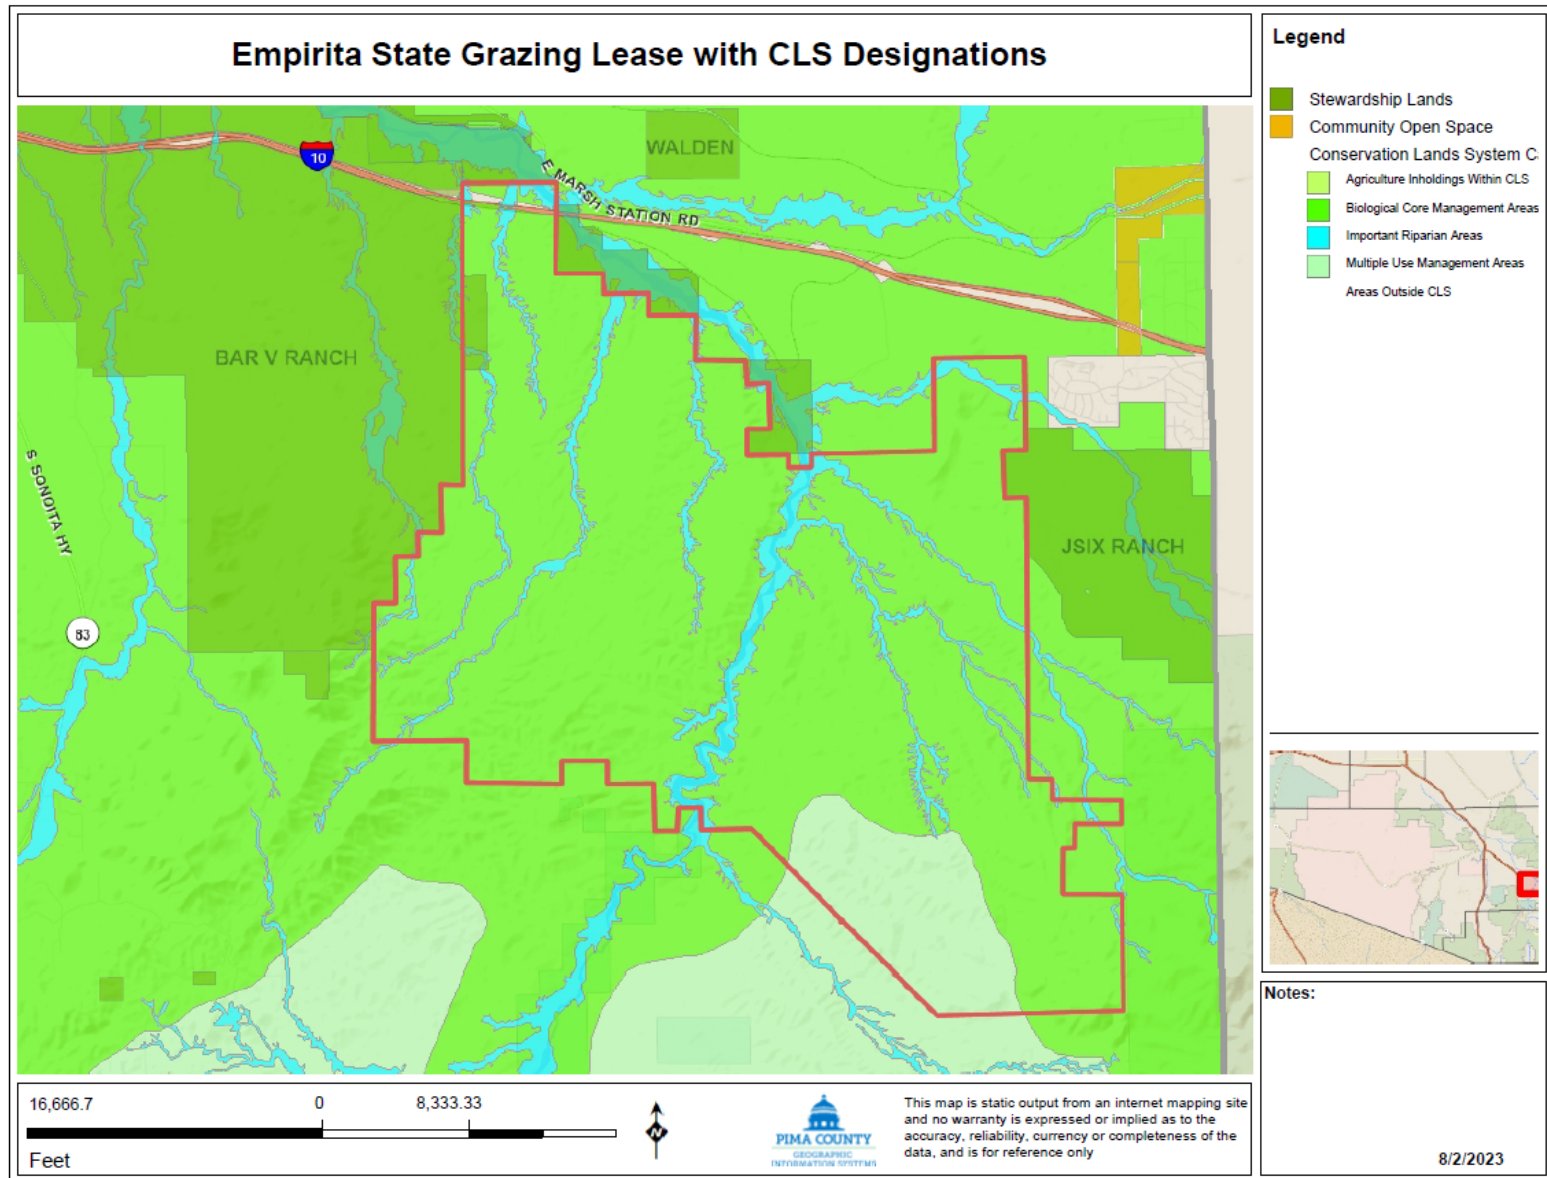 Empirita State Grazing Lease with CLS Designations
Legend
Stewardship Lands
Community Open Space
Conservation Lands System C
Agriculture Inholdings Within CLS
Biological Core Management Areas
Important Riparian Areas
Multiple Use Management Areas
Areas Outside CLS
10
WALDEN
E MARSH STATION RD
BAR V RANCH
S SONOITA HY
JSIX RANCH
83
16,666.7 0 8,333.33
Feet
N
PIMA COUNTY
GEOGRAPHIC
INFORMATION SYSTEMS
This map is static output from an internet mapping site
and no warranty is expressed or implied as to the
accuracy, reliability, currency or completeness of the
data, and is for reference only
Notes:
8/2/2023